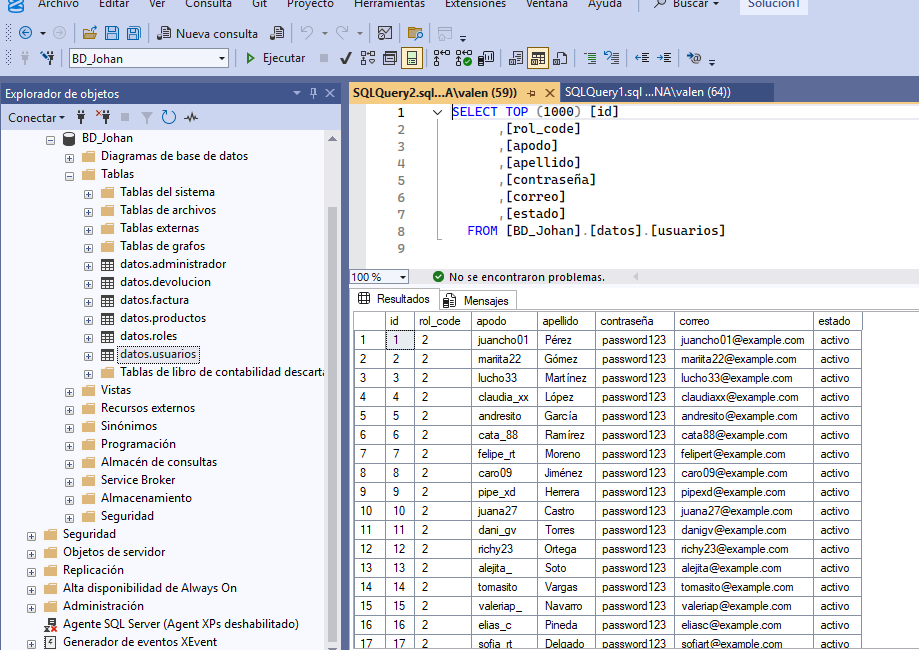 Archivo Editar Ver Consulta Git Proyecto Herramientas Extensiones Ventana Ayuda Buscar Solución1
Nueva consulta
BD_Johan Ejecutar
Explorador de objetos
Conectar
BD_Johan
Diagramas de base de datos
Tablas
Tablas del sistema
Tablas de archivos
Tablas externas
Tablas de grafos
datos.administrador
datos.devolucion
datos.factura
datos.productos
datos.roles
datos.usuarios
Tablas de libro de contabilidad descarta
Vistas
Recursos externos
Sinónimos
Programación
Almacén de consultas
Service Broker
Almacenamiento
Seguridad
Seguridad
Objetos de servidor
Replicación
Alta disponibilidad de Always On
Administración
Agente SQL Server (Agent XPs deshabilitado)
Generador de eventos XEvent
SQLQuery2.sql...A\valen (59)) SQLQuery1.sql ...NA\valen (64))
1 SELECT TOP (1000) [id]
2 ,[rol_code]
3 ,[apodo]
4 ,[apellido]
5 ,[contraseña]
6 ,[correo]
7 ,[estado]
8 FROM [BD_Johan].[datos].[usuarios]
9
100 % No se encontraron problemas.
Resultados Mensajes
id rol_code apodo apellido contraseña correo estado
1 1 2 juancho01 Pérez password123 juancho01@example.com activo
2 2 2 mariita22 Gómez password123 mariita22@example.com activo
3 3 2 lucho33 Martínez password123 lucho33@example.com activo
4 4 2 claudia_xx López password123 claudiaxx@example.com activo
5 5 2 andresito García password123 andresito@example.com activo
6 6 2 cata_88 Ramírez password123 cata88@example.com activo
7 7 2 felipe_rt Moreno password123 felipert@example.com activo
8 8 2 caro09 Jiménez password123 caro09@example.com activo
9 9 2 pipe_xd Herrera password123 pipexd@example.com activo
10 10 2 juana27 Castro password123 juana27@example.com activo
11 11 2 dani_gv Torres password123 danigv@example.com activo
12 12 2 richy23 Ortega password123 richy23@example.com activo
13 13 2 alejita_ Soto password123 alejita@example.com activo
14 14 2 tomasito Vargas password123 tomasito@example.com activo
15 15 2 valeriap_ Navarro password123 valeriap@example.com activo
16 16 2 elias_c Pineda password123 eliasc@example.com activo
17 17 2 sofia_rt Delgado password123 sofiart@example.com activo